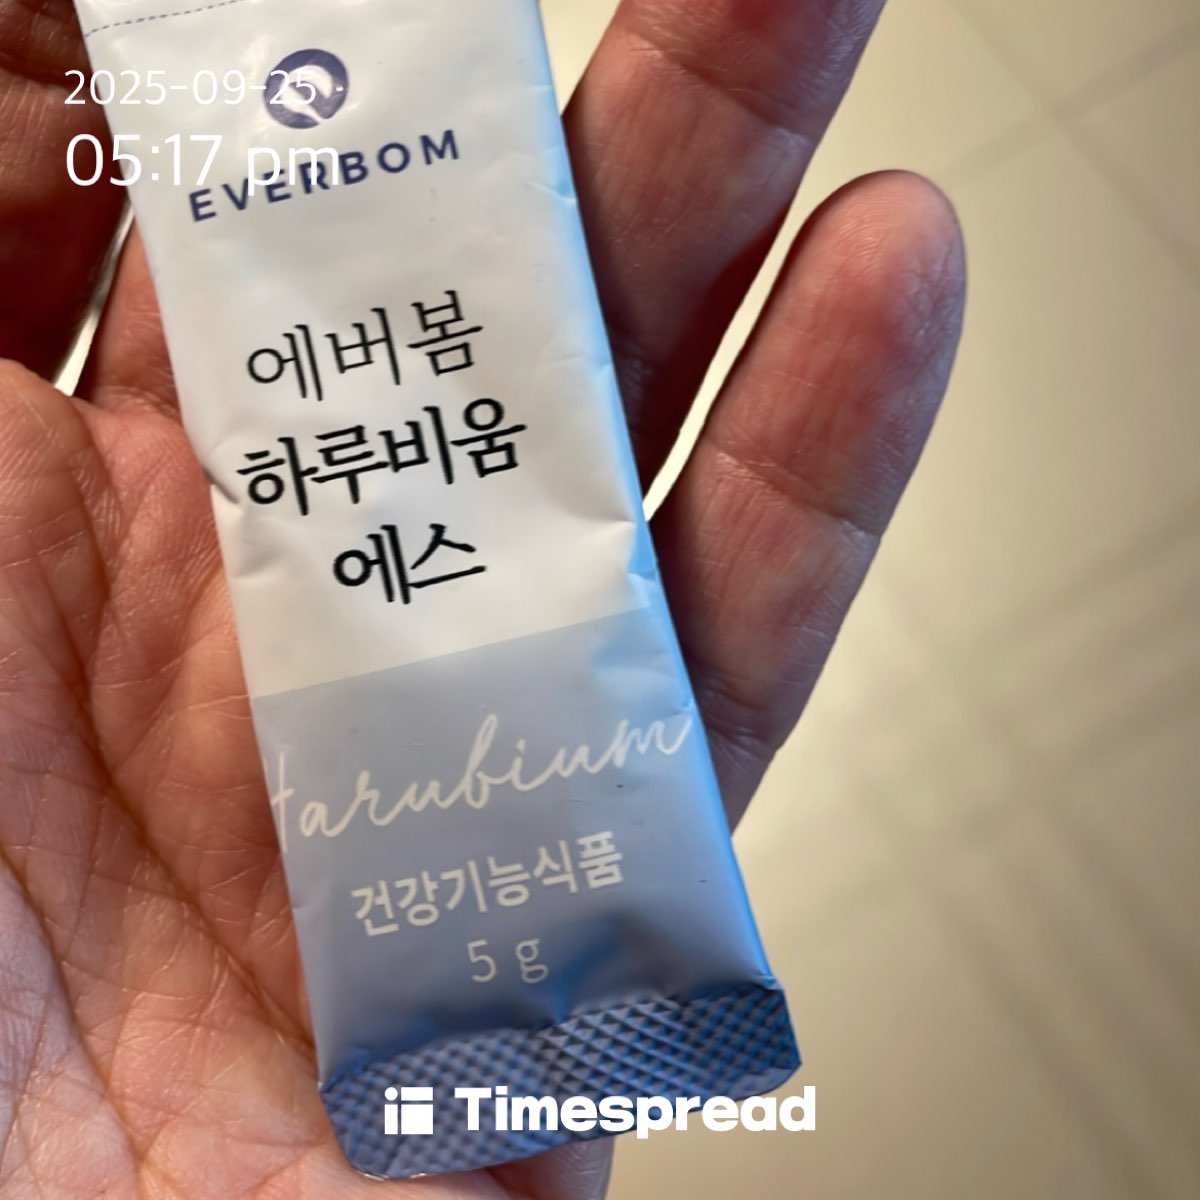 2025-09-25
05:17 pm
EVERBOM
에버봄
하루비움
에스
Harubium
건강기능식품
5 g
Timespread